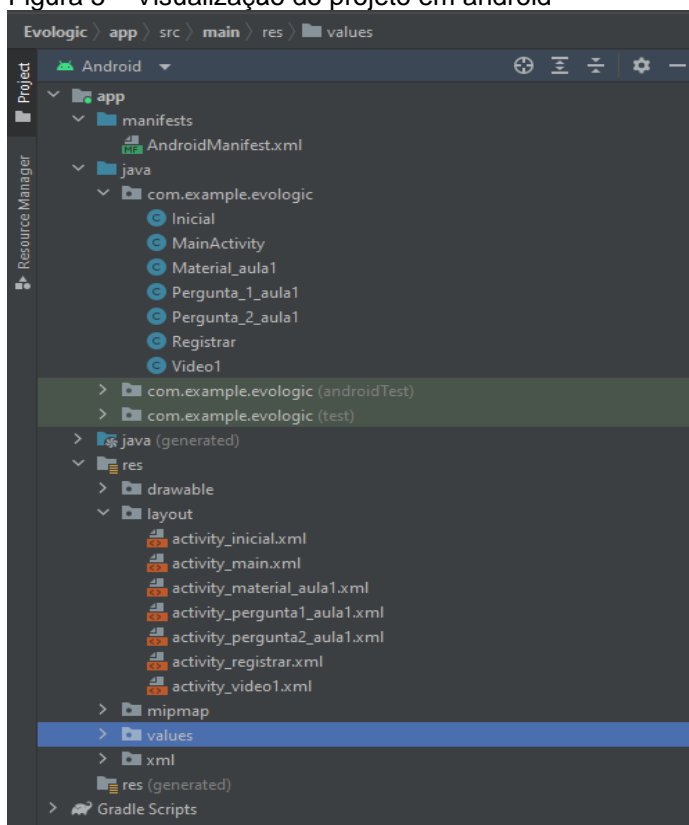 Figura 3 – Visualização do projeto em android
Evologic 〉 app 〉 src 〉 main 〉 res 〉 values
Project
Resource Manager
Android
app
manifests
MF
AndroidManifest.xml
java
com.example.evologic
C Inicial
C MainActivity
C Material_aula1
C Pergunta_1_aula1
C Pergunta_2_aula1
C Registrar
C Video1
com.example.evologic (androidTest)
com.example.evologic (test)
java (generated)
res
drawable
layout
activity_inicial.xml
activity_main.xml
activity_material_aula1.xml
activity_pergunta1_aula1.xml
activity_pergunta2_aula1.xml
activity_registrar.xml
activity_video1.xml
mipmap
values
xml
res (generated)
Gradle Scripts